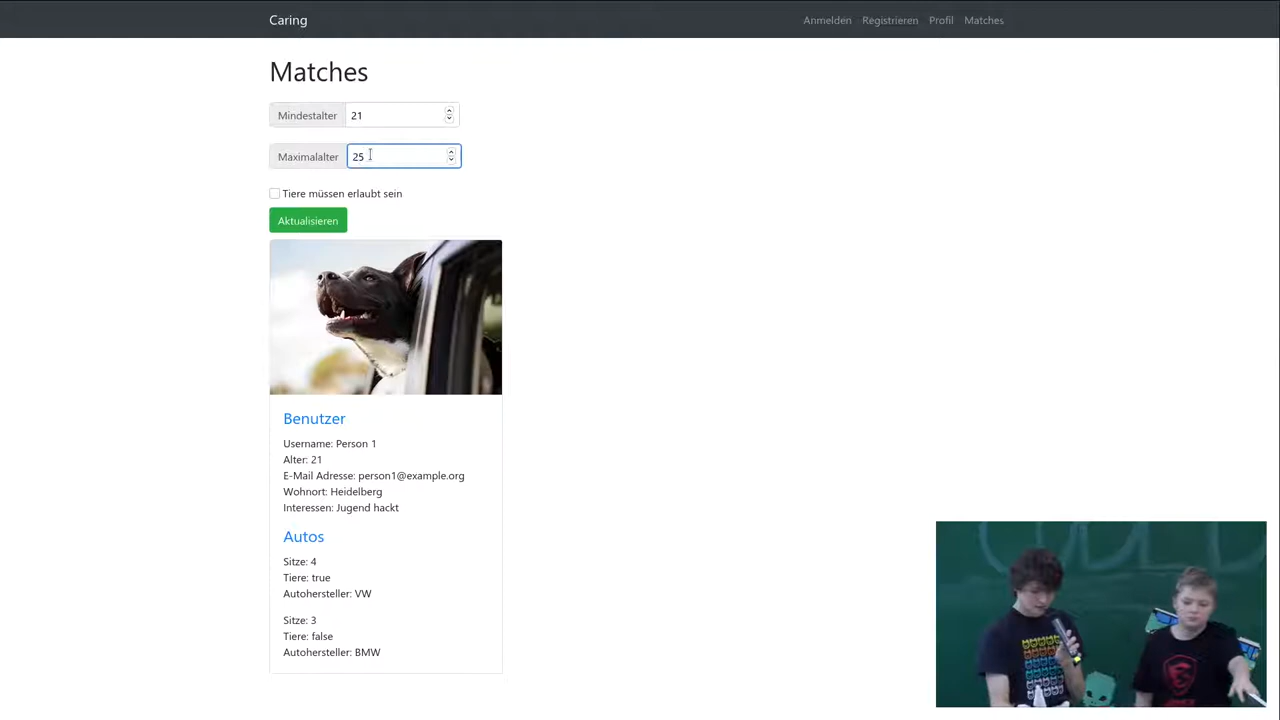 Caring
Anmelden Registrieren Profil Matches
Matches
Mindestalter 21
Maximalalter 25
Tiere müssen erlaubt sein
Aktualisieren
Benutzer
Username: Person 1
Alter: 21
E-Mail Adresse: person1@example.org
Wohnort: Heidelberg
Interessen: Jugend hackt
Autos
Sitze: 4
Tiere: true
Autohersteller: VW
Sitze: 3
Tiere: false
Autohersteller: BMW